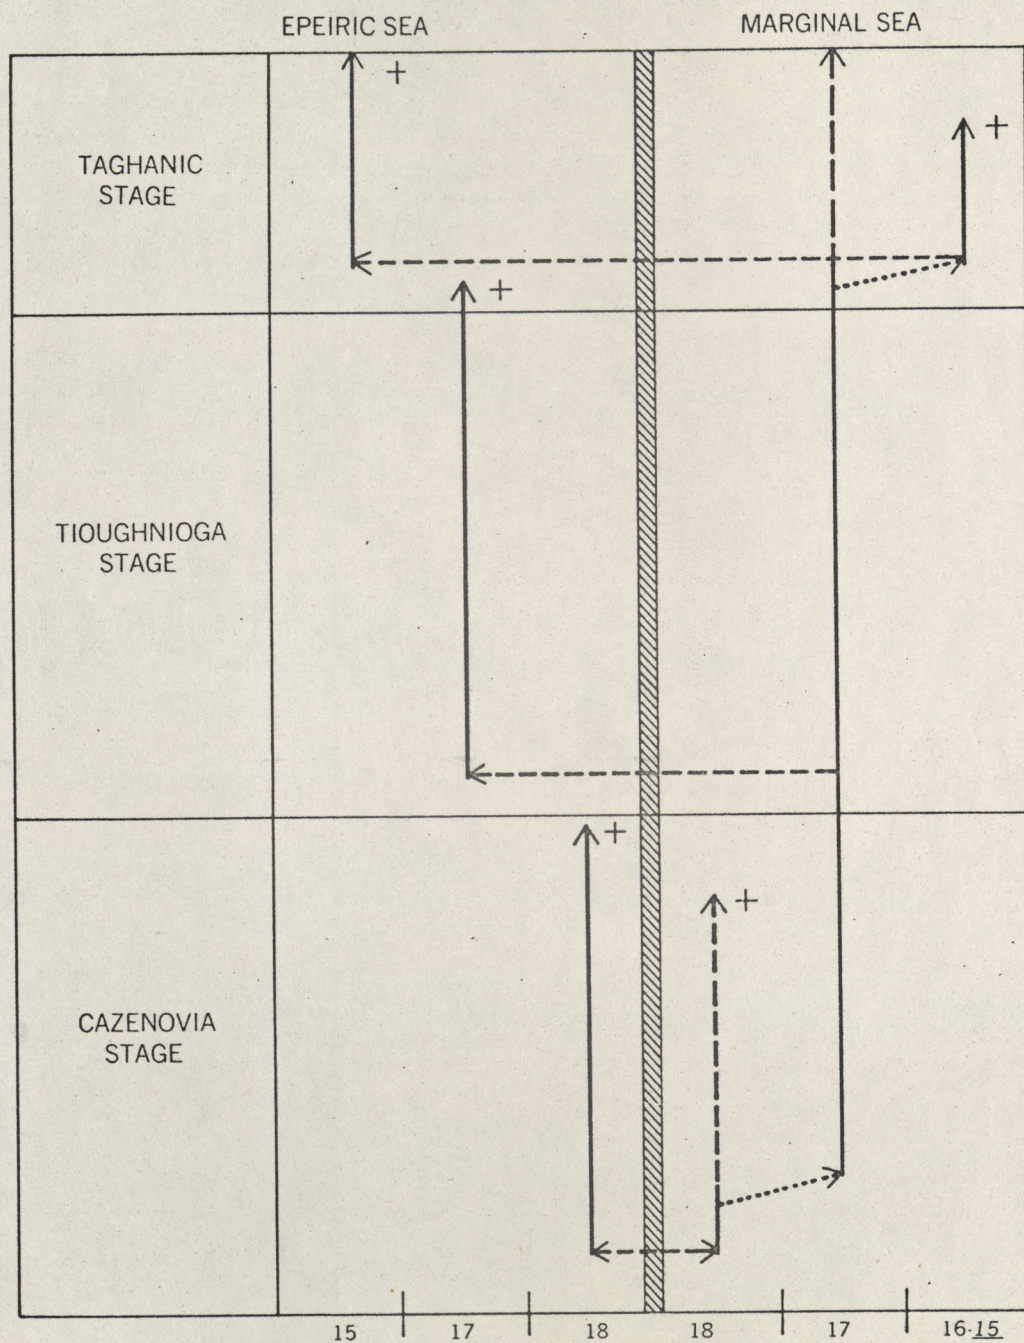 EPEIRIC SEA
MARGINAL SEA
+
+
TAGHANIC
STAGE
+
TIOUGHNIOGA
STAGE
+
+
CAZENOVIA
STAGE
15 17 18 18 17 16-15